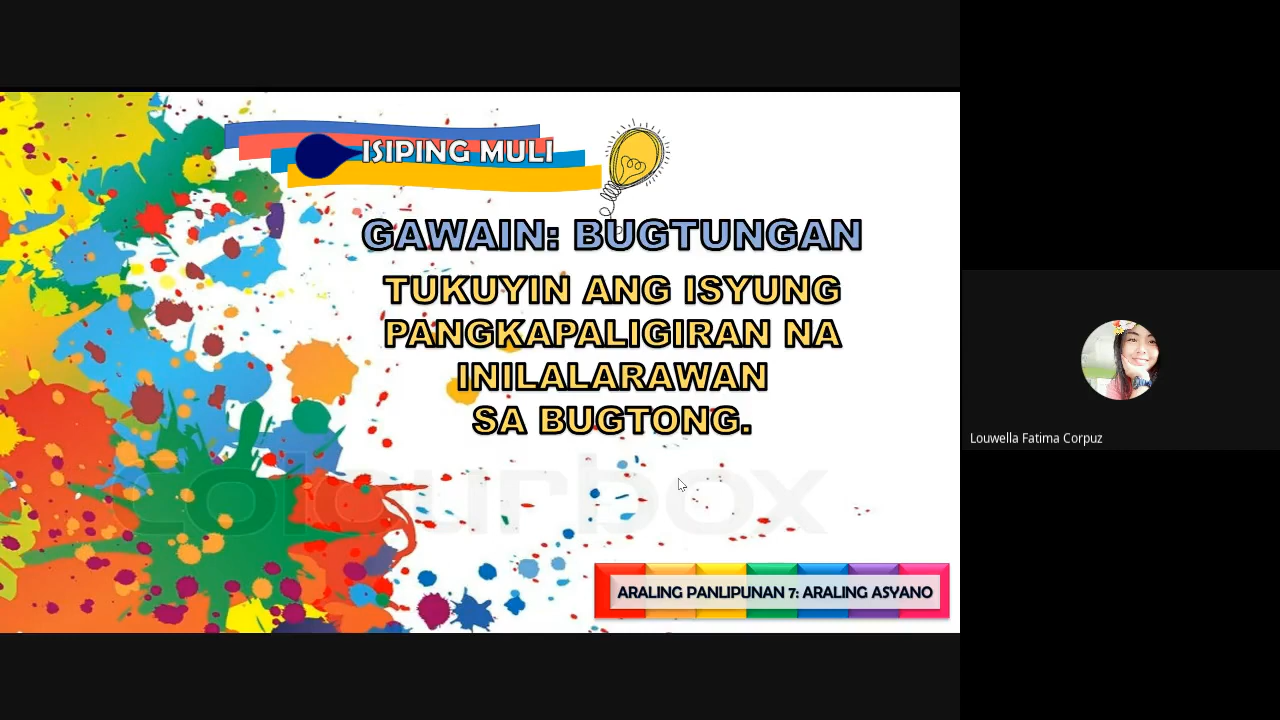 ISIPING MULI
GAWAIN: BUGTUNGAN
TUKUYIN ANG ISYUNG
PANGKAPALIGIRAN NA
INILALARAWAN
SA BUGTONG.
colourbox
ARALING PANLIPUNAN 7: ARALING ASYANO
Louwella Fatima Corpuz